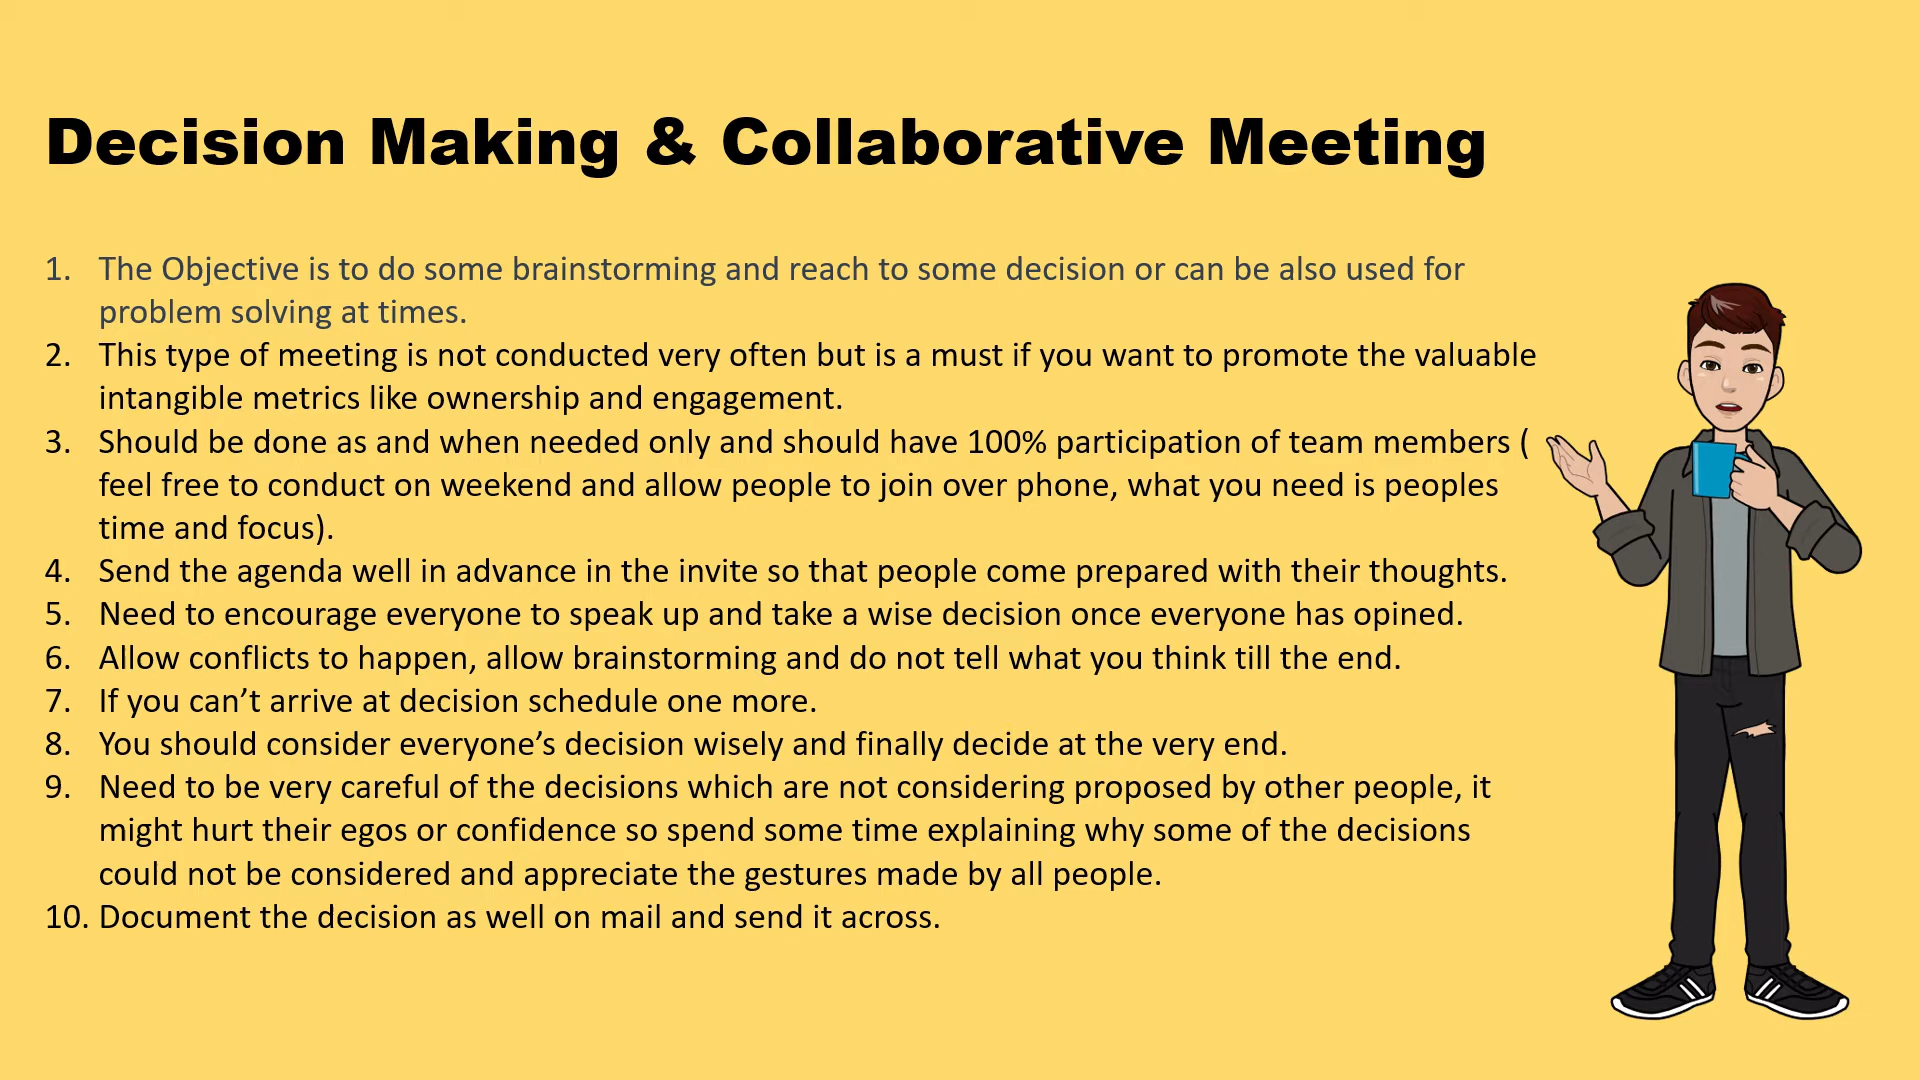 Decision Making & Collaborative Meeting
1. The Objective is to do some brainstorming and reach to some decision or can be also used for
problem solving at times.
2. This type of meeting is not conducted very often but is a must if you want to promote the valuable
intangible metrics like ownership and engagement.
3. Should be done as and when needed only and should have 100% participation of team members (
feel free to conduct on weekend and allow people to join over phone, what you need is peoples
time and focus).
4. Send the agenda well in advance in the invite so that people come prepared with their thoughts.
5. Need to encourage everyone to speak up and take a wise decision once everyone has opined.
6. Allow conflicts to happen, allow brainstorming and do not tell what you think till the end.
7. If you can’t arrive at decision schedule one more.
8. You should consider everyone’s decision wisely and finally decide at the very end.
9. Need to be very careful of the decisions which are not considering proposed by other people, it
might hurt their egos or confidence so spend some time explaining why some of the decisions
could not be considered and appreciate the gestures made by all people.
10. Document the decision as well on mail and send it across.